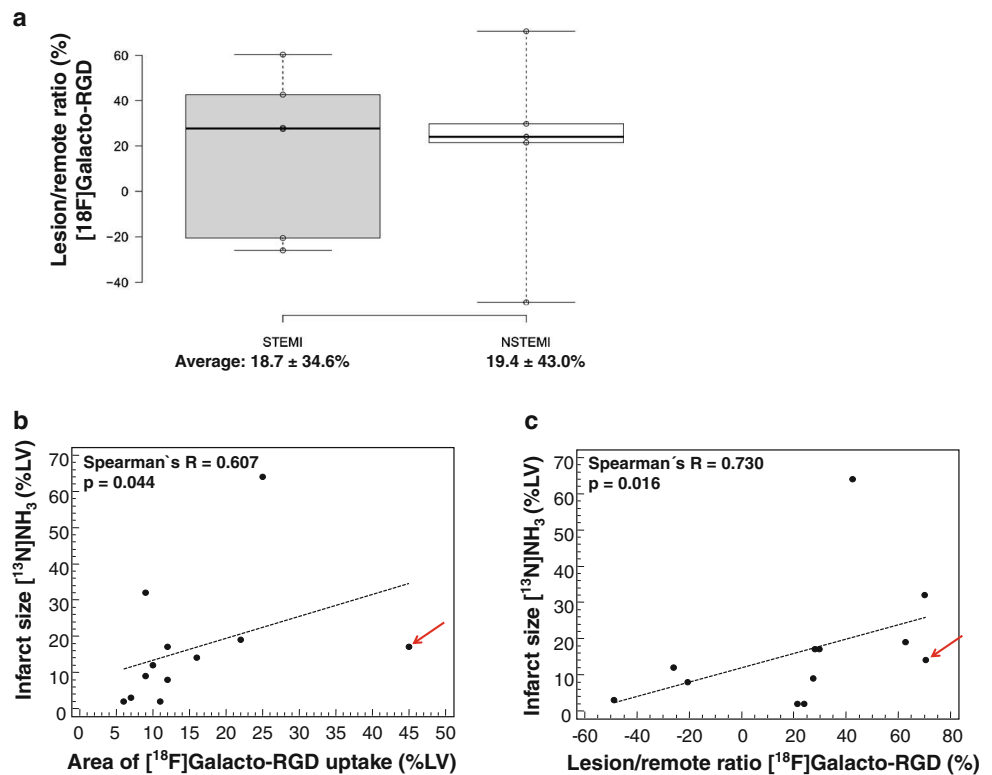 a
Lesion/remote ratio (%)
[18F]Galacto-RGD
60
40
20
0
−20
−40
STEMI
NSTEMI
Average: 18.7 ± 34.6%
19.4 ± 43.0%
b
Infarct size [¹³N]NH₃ (%LV)
70
60
50
40
30
20
10
0
Spearman`s R = 0.607
p = 0.044
0 5 10 15 20 25 30 35 40 45 50
Area of [¹⁸F]Galacto-RGD uptake (%LV)
c
Infarct size [¹³N]NH₃ (%LV)
70
60
50
40
30
20
10
0
Spearman´s R = 0.730
p = 0.016
-60 -40 -20 0 20 40 60 80
Lesion/remote ratio [¹⁸F]Galacto-RGD (%)